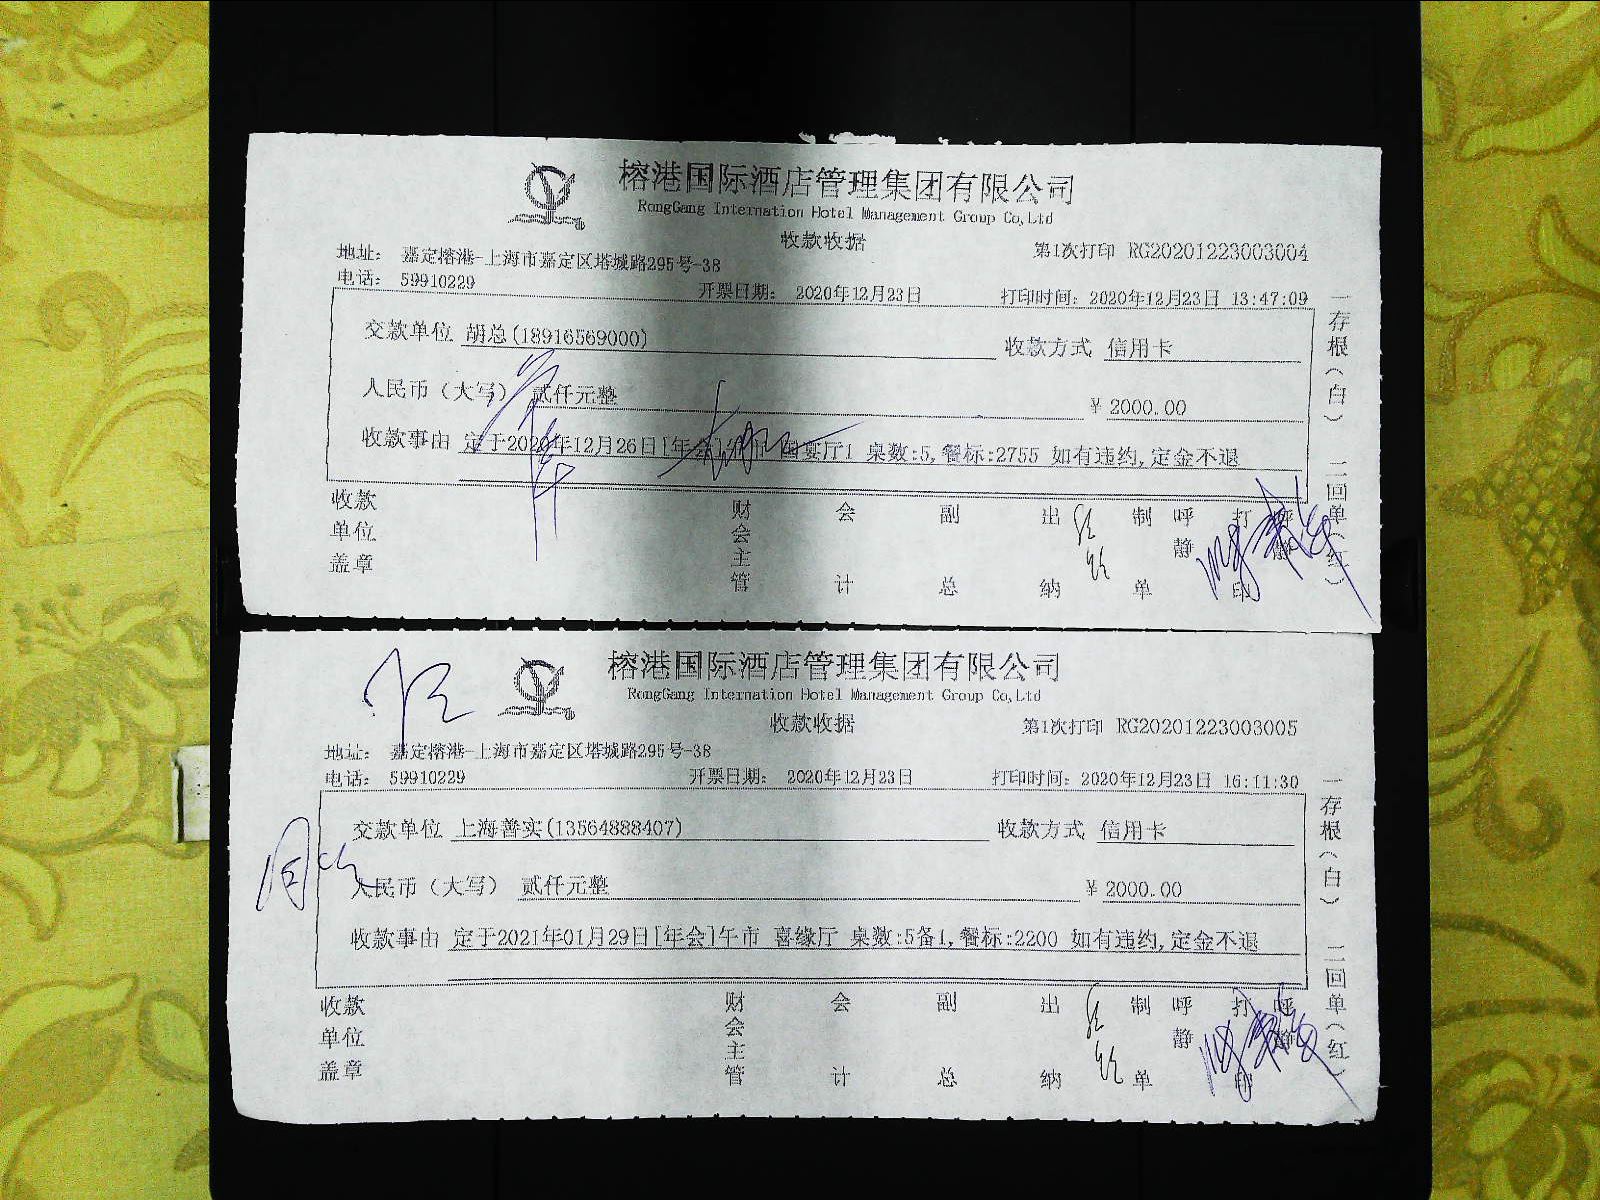 榕港国际酒店管理集团有限公司
RongGang Internation Hotel Management Group Co,Ltd
收款收据
第1次打印 RG20201223003004
地址： 嘉定榕港-上海市嘉定区塔城路295号-38
电话： 59910229
开票日期： 2020年12月23日
打印时间：2020年12月23日 13:47:09
交款单位 胡总(18916569000)
收款方式 信用卡
人民币（大写） 贰仟元整
￥2000.00
收款事由 定于2020年12月26日[年会]午市 国宴厅1 桌数:5,餐标:2755 如有违约,定金不退
收款单位盖章
财会主管
会计
副总
出纳
制单
呼静
打印
呼静
一存根（白） 二回单（红）
榕港国际酒店管理集团有限公司
RongGang Internation Hotel Management Group Co,Ltd
收款收据
第1次打印 RG20201223003005
地址： 嘉定榕港-上海市嘉定区塔城路295号-38
电话： 59910229
开票日期： 2020年12月23日
打印时间：2020年12月23日 16:11:30
交款单位 上海善实(13564888407)
收款方式 信用卡
人民币（大写） 贰仟元整
￥2000.00
收款事由 定于2021年01月29日[年会]午市 喜缘厅 桌数:5备1,餐标:2200 如有违约,定金不退
收款单位盖章
财会主管
会计
副总
出纳
制单
呼静
打印
呼静
一存根（白） 二回单（红）